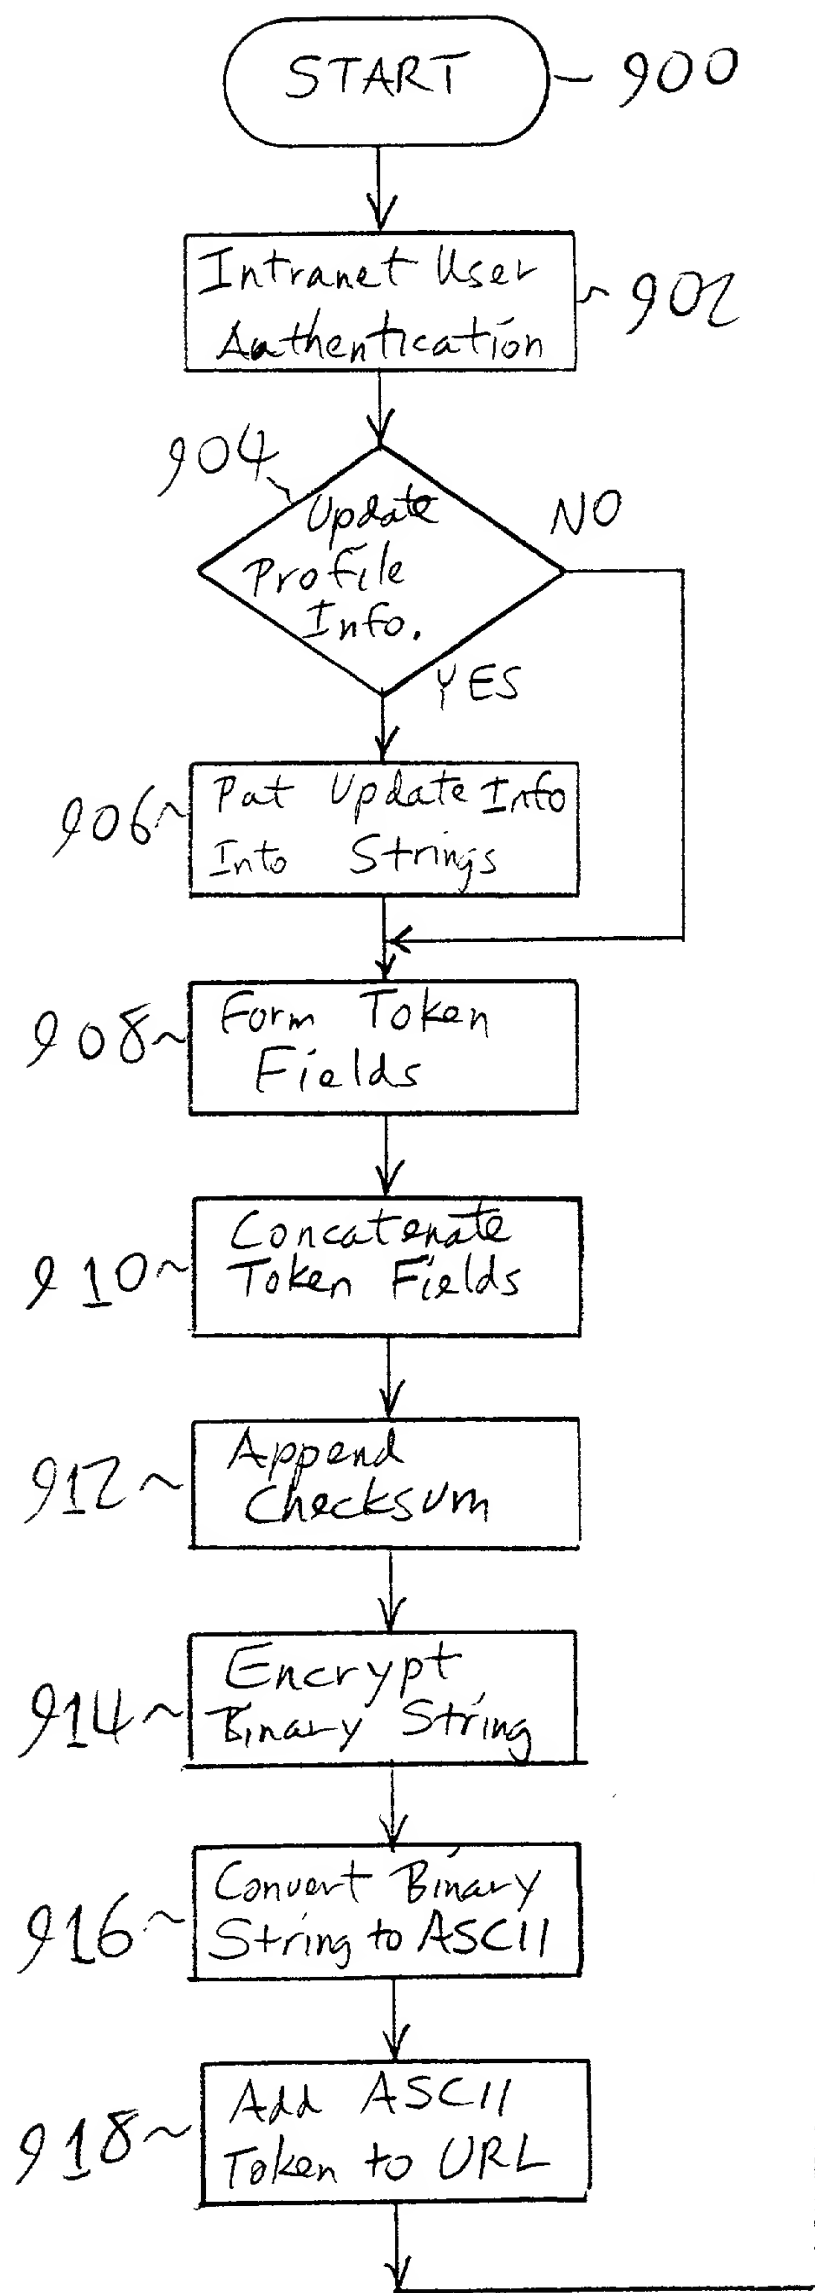 START
900
Intranet User
Authentication
902
904
Update
Profile
Info.
NO
YES
906
Put Update Info
Into Strings
908
Form Token
Fields
910
Concatenate
Token Fields
912
Append
Checksum
914
Encrypt
Binary String
916
Convert Binary
String to ASCII
918
Add ASCII
Token to URL